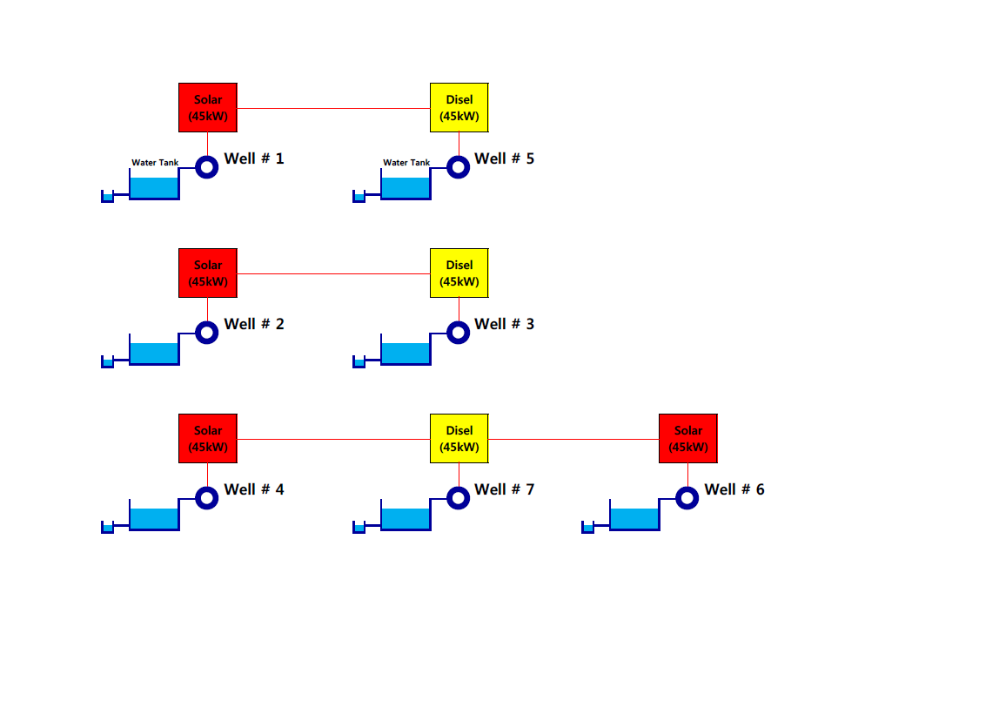 Solar
(45kW)
Disel
(45kW)
Water Tank
Well # 1
Water Tank
Well # 5
Solar
(45kW)
Disel
(45kW)
Well # 2
Well # 3
Solar
(45kW)
Disel
(45kW)
Solar
(45kW)
Well # 4
Well # 7
Well # 6